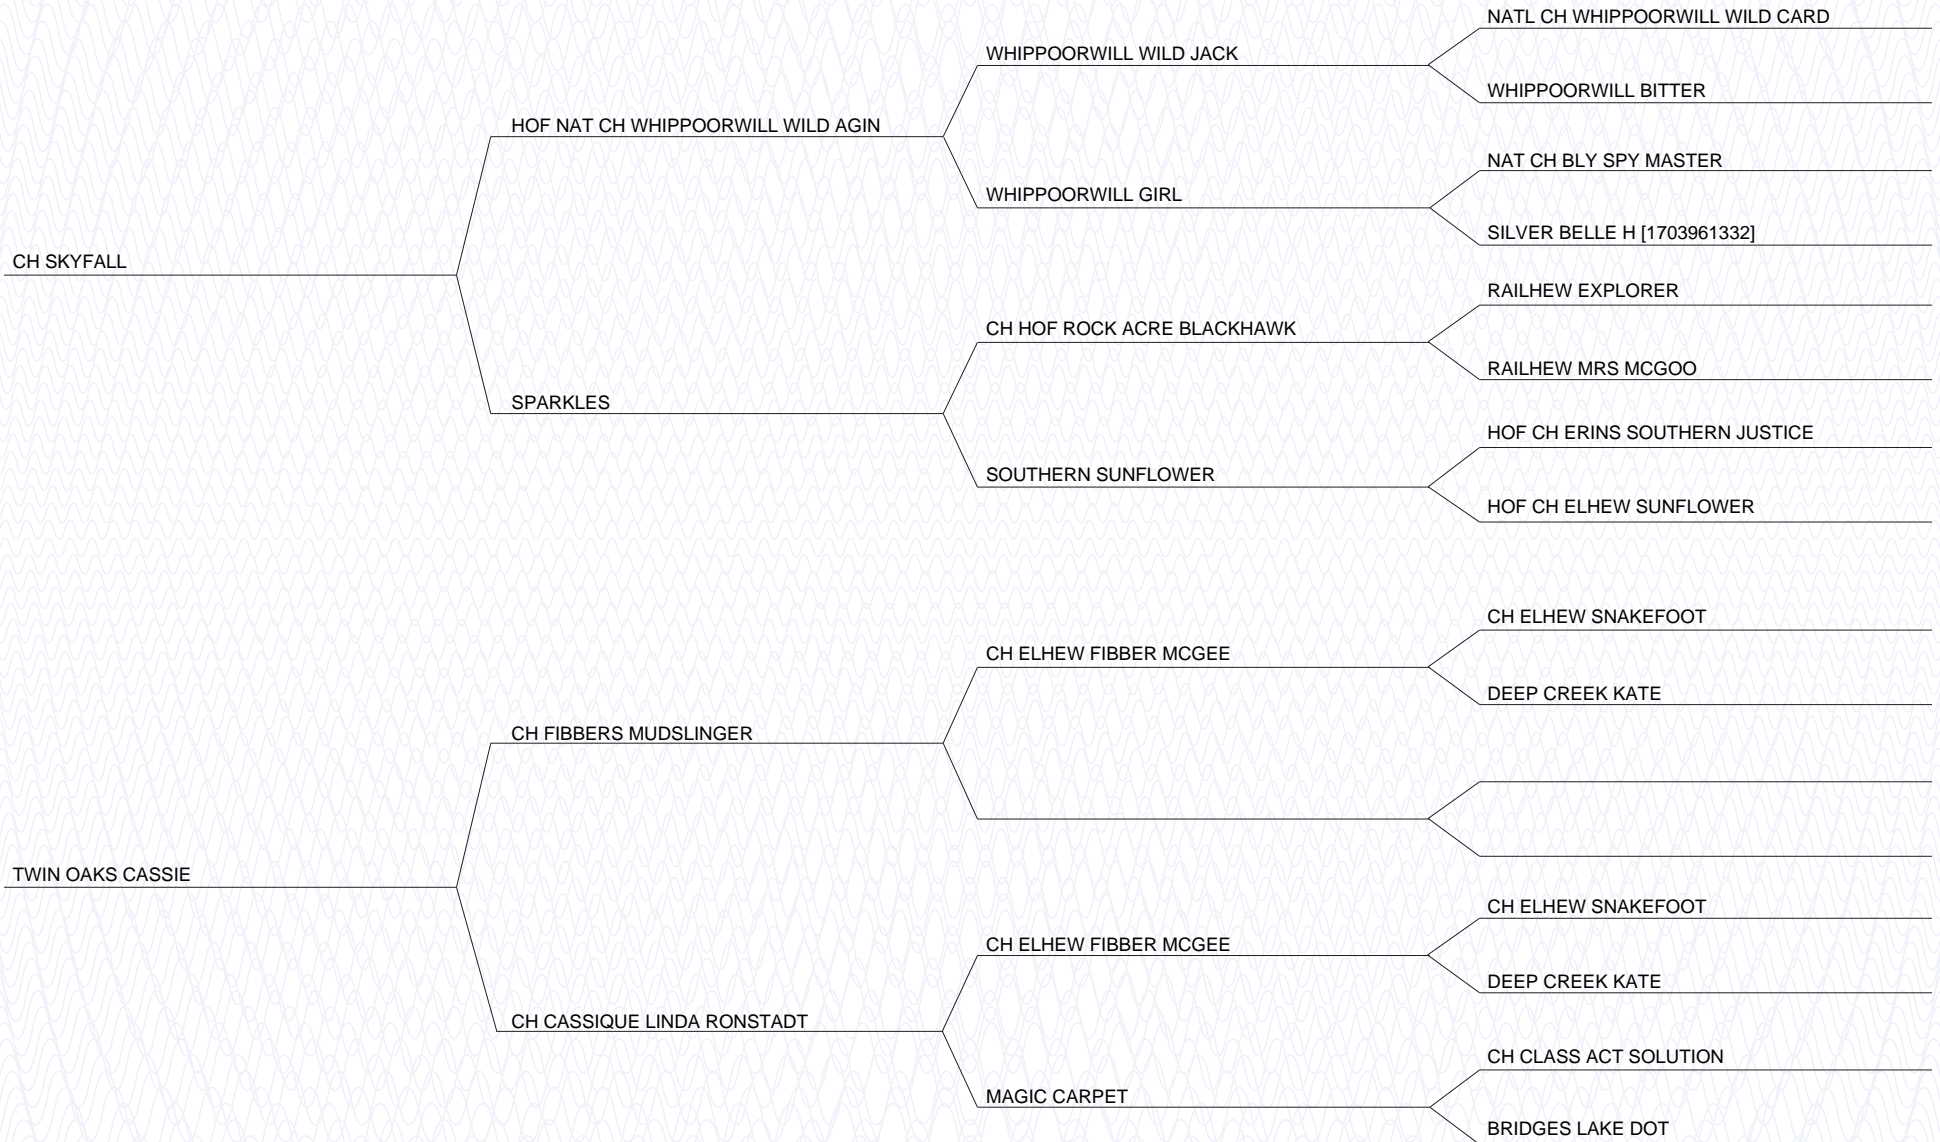 NATL CH WHIPPOORWILL WILD CARD
WHIPPOORWILL WILD JACK
WHIPPOORWILL BITTER
HOF NAT CH WHIPPOORWILL WILD AGIN
NAT CH BLY SPY MASTER
WHIPPOORWILL GIRL
SILVER BELLE H [1703961332]
CH SKYFALL
RAILHEW EXPLORER
CH HOF ROCK ACRE BLACKHAWK
RAILHEW MRS MCGOO
SPARKLES
HOF CH ERINS SOUTHERN JUSTICE
SOUTHERN SUNFLOWER
HOF CH ELHEW SUNFLOWER
CH ELHEW SNAKEFOOT
CH ELHEW FIBBER MCGEE
DEEP CREEK KATE
CH FIBBERS MUDSLINGER
TWIN OAKS CASSIE
CH ELHEW SNAKEFOOT
CH ELHEW FIBBER MCGEE
DEEP CREEK KATE
CH CASSIQUE LINDA RONSTADT
CH CLASS ACT SOLUTION
MAGIC CARPET
BRIDGES LAKE DOT